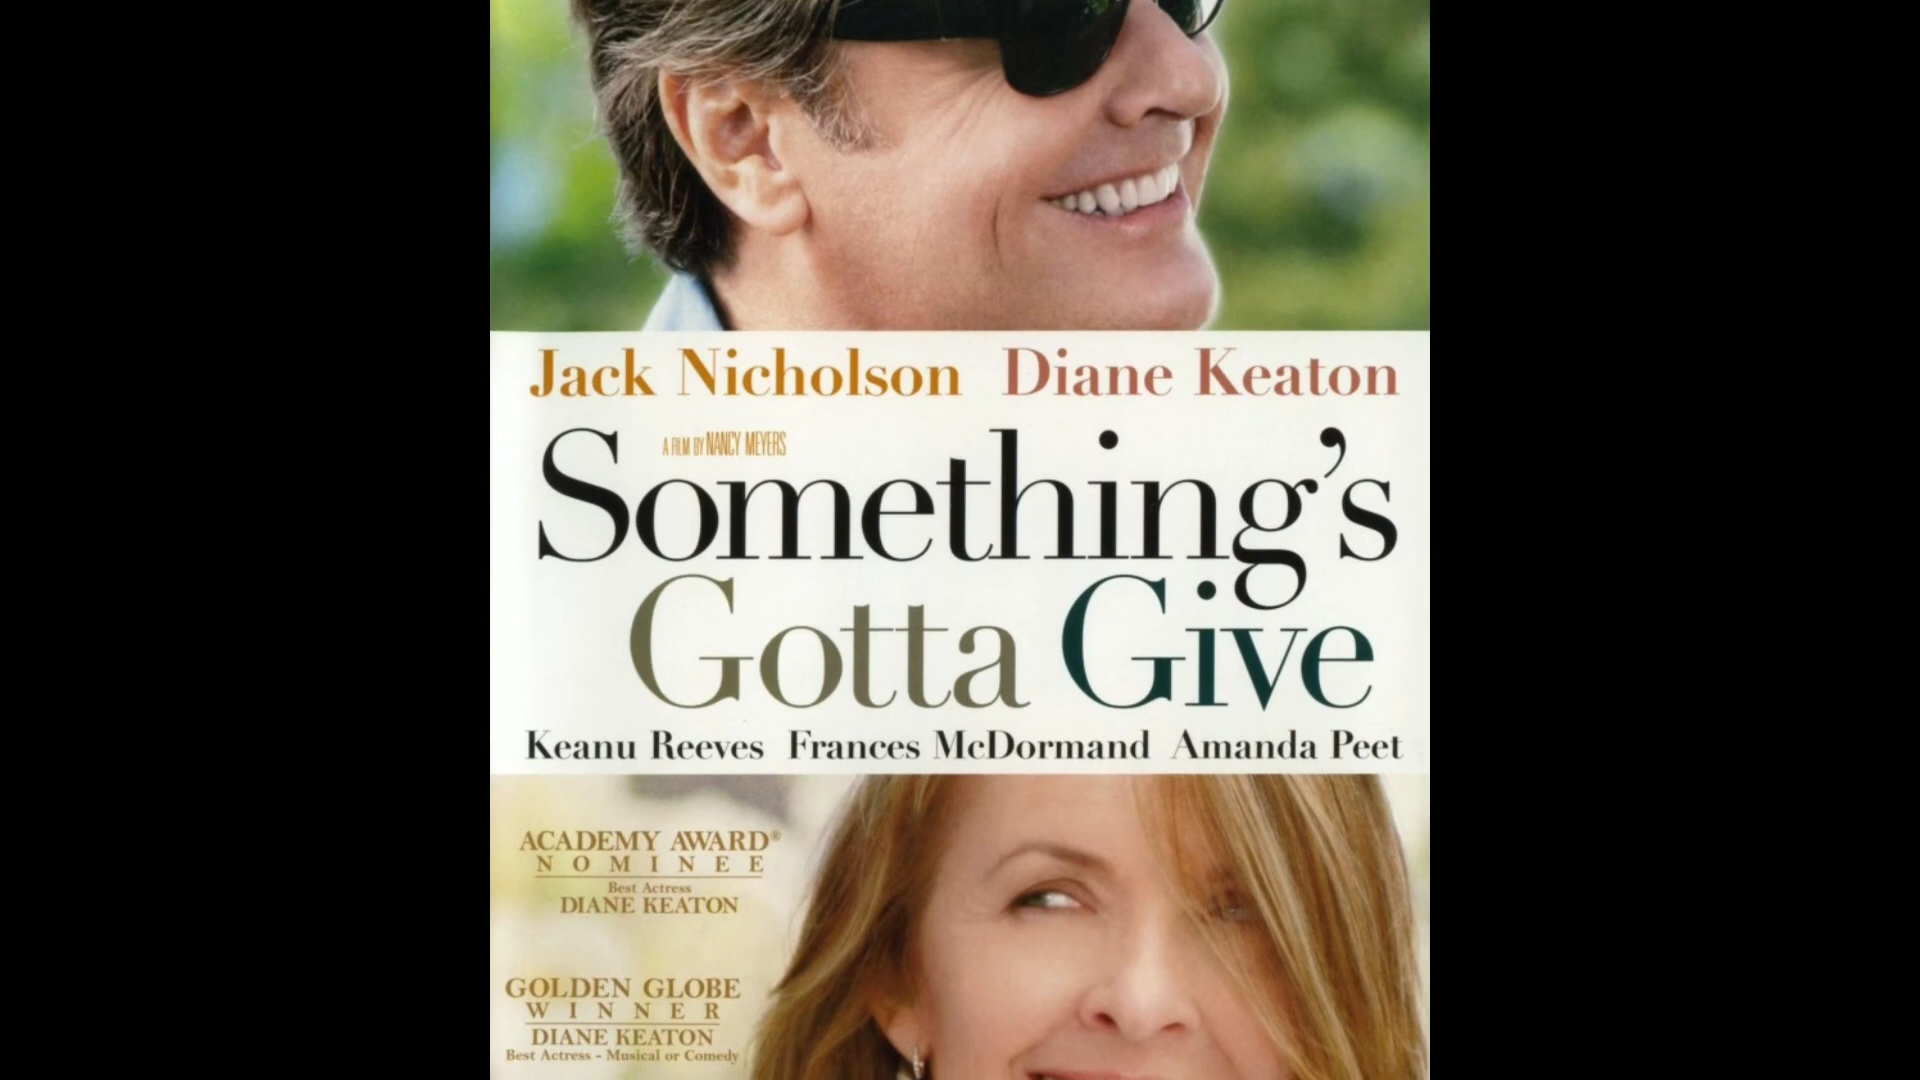 Jack Nicholson Diane Keaton
A FILM BY NANCY MEYERS
Something's
Gotta Give
Keanu Reeves Frances McDormand Amanda Peet
ACADEMY AWARD®
NOMINEE
Best Actress
DIANE KEATON
GOLDEN GLOBE
WINNER
DIANE KEATON
Best Actress - Musical or Comedy